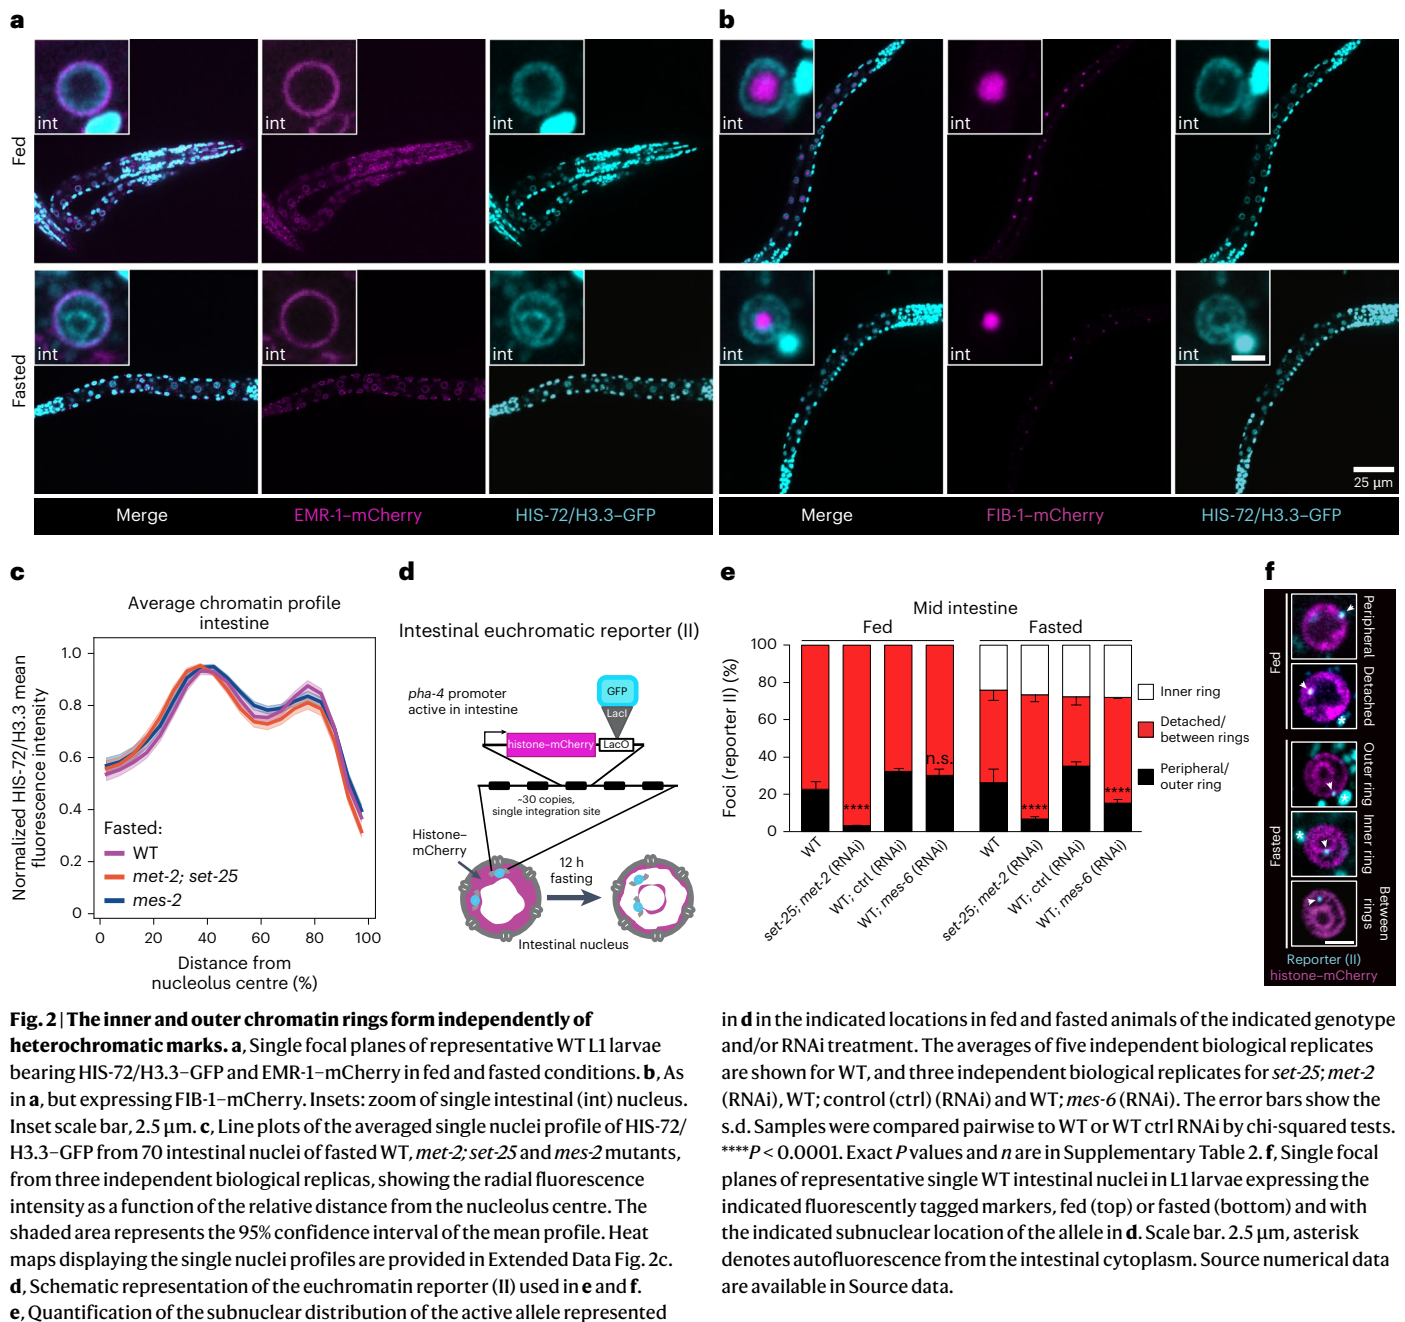 a
b
Fed
int
int
int
int
int
int
Fasted
int
int
int
int
int
int
25 µm
Merge
EMR-1–mCherry
HIS-72/H3.3–GFP
Merge
FIB-1–mCherry
HIS-72/H3.3–GFP
c
Average chromatin profile
intestine
Normalized HIS-72/H3.3 mean
fluorescence intensity
1.0
0.8
0.6
0.4
0.2
0
Fasted:
WT
met-2; set-25
mes-2
0
20
40
60
80
100
Distance from
nucleolus centre (%)
d
Intestinal euchromatic reporter (II)
pha-4 promoter
active in intestine
GFP
LacI
histone–mCherry
LacO
~30 copies,
single integration site
Histone–
mCherry
12 h
fasting
Intestinal nucleus
e
Mid intestine
Fed
Fasted
Foci (reporter II) (%)
100
80
60
40
20
0
****
n.s.
****
****
WT
set-25; met-2 (RNAi)
WT; ctrl (RNAi)
WT; mes-6 (RNAi)
WT
set-25; met-2 (RNAi)
WT; ctrl (RNAi)
WT; mes-6 (RNAi)
Inner ring
Detached/
between rings
Peripheral/
outer ring
f
Fed
Peripheral
Detached
*
Fasted
Outer ring
*
Inner ring
*
Between
rings
Reporter (II)
histone–mCherry
Fig. 2 | The inner and outer chromatin rings form independently of
heterochromatic marks. a, Single focal planes of representative WT L1 larvae
bearing HIS-72/H3.3–GFP and EMR-1–mCherry in fed and fasted conditions. b, As
in a, but expressing FIB-1–mCherry. Insets: zoom of single intestinal (int) nucleus.
Inset scale bar, 2.5 µm. c, Line plots of the averaged single nuclei profile of HIS-72/
H3.3–GFP from 70 intestinal nuclei of fasted WT, met-2; set-25 and mes-2 mutants,
from three independent biological replicas, showing the radial fluorescence
intensity as a function of the relative distance from the nucleolus centre. The
shaded area represents the 95% confidence interval of the mean profile. Heat
maps displaying the single nuclei profiles are provided in Extended Data Fig. 2c.
d, Schematic representation of the euchromatin reporter (II) used in e and f.
e, Quantification of the subnuclear distribution of the active allele represented
in d in the indicated locations in fed and fasted animals of the indicated genotype
and/or RNAi treatment. The averages of five independent biological replicates
are shown for WT, and three independent biological replicates for set-25; met-2
(RNAi), WT; control (ctrl) (RNAi) and WT; mes-6 (RNAi). The error bars show the
s.d. Samples were compared pairwise to WT or WT ctrl RNAi by chi-squared tests.
****P < 0.0001. Exact P values and n are in Supplementary Table 2. f, Single focal
planes of representative single WT intestinal nuclei in L1 larvae expressing the
indicated fluorescently tagged markers, fed (top) or fasted (bottom) and with
the indicated subnuclear location of the allele in d. Scale bar. 2.5 µm, asterisk
denotes autofluorescence from the intestinal cytoplasm. Source numerical data
are available in Source data.